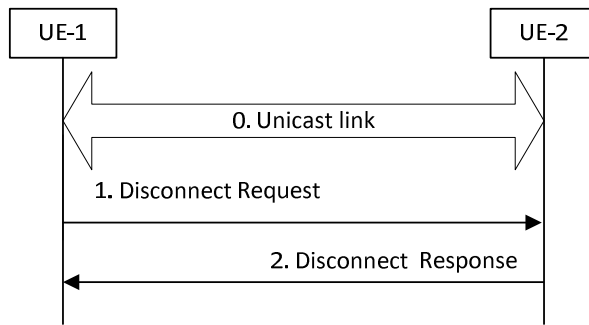 UE-1
UE-2
0. Unicast link
1. Disconnect Request
2. Disconnect Response